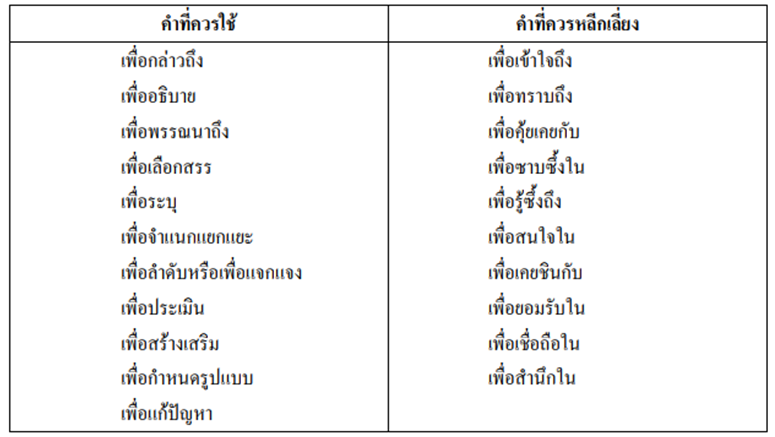 คำที่ควรใช้ คำที่ควรหลีกเลี่ยง
เพื่อกล่าวถึง เพื่อเข้าใจถึง
เพื่ออธิบาย เพื่อทราบถึง
เพื่อพรรณนาถึง เพื่อคุ้ยเคยกับ
เพื่อเลือกสรร เพื่อซาบซึ้งใน
เพื่อระบุ เพื่อรู้ซึ้งถึง
เพื่อจำแนกแยกแยะ เพื่อสนใจใน
เพื่อลำดับหรือเพื่อแจกแจง เพื่อเคยชินกับ
เพื่อประเมิน เพื่อยอมรับใน
เพื่อสร้างเสริม เพื่อเชื่อถือใน
เพื่อกำหนดรูปแบบ เพื่อสำนึกใน
เพื่อแก้ปัญหา